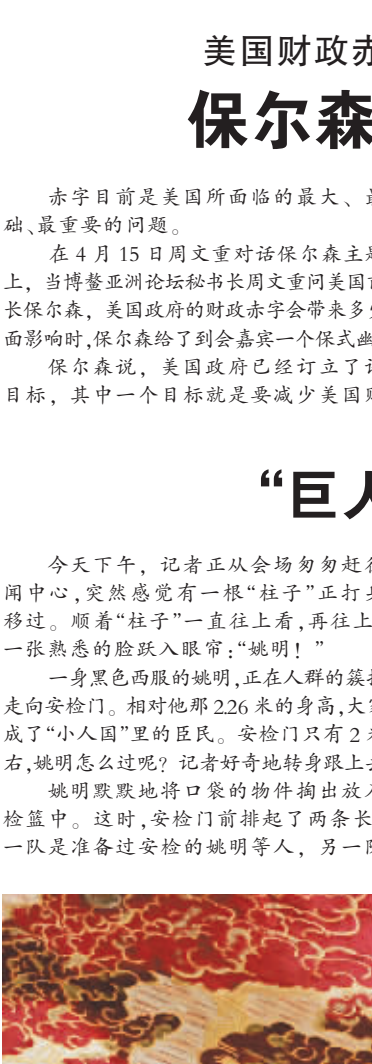 美国财政赤
保尔森
赤字目前是美国所面临的最大、最
础、最重要的问题。
在 4 月 15 日周文重对话保尔森主题
上，当博鳌亚洲论坛秘书长周文重问美国前
长保尔森，美国政府的财政赤字会带来多少
面影响时,保尔森给了到会嘉宾一个保式幽
保尔森说，美国政府已经订立了许
目标，其中一个目标就是要减少美国财
“巨人
今天下午，记者正从会场匆匆赶往
闻中心,突然感觉有一根“柱子”正打身
移过。顺着“柱子”一直往上看,再往上
一张熟悉的脸跃入眼帘:“姚明！”
一身黑色西服的姚明,正在人群的簇拥
走向安检门。相对他那 2.26 米的身高,大家
成了“小人国”里的臣民。安检门只有 2 米
右,姚明怎么过呢？记者好奇地转身跟上去
姚明默默地将口袋的物件掏出放入
检篮中。这时,安检门前排起了两条长
一队是准备过安检的姚明等人，另一队